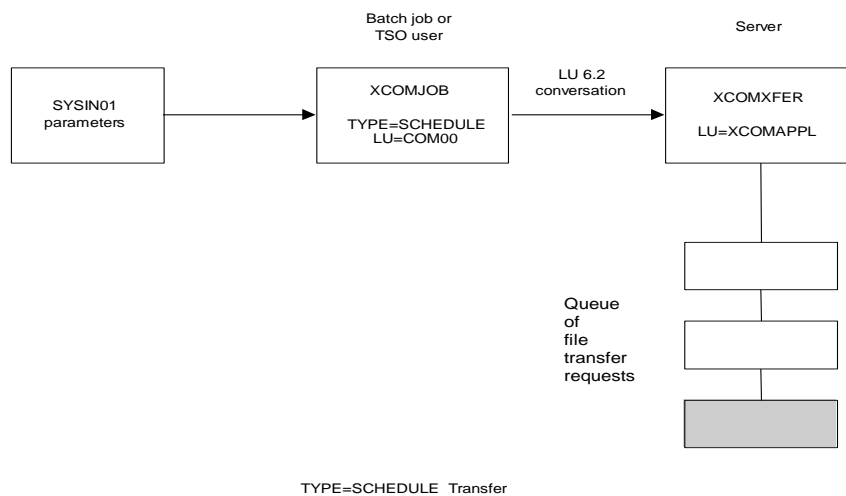 Batch job or
TSO user
Server
SYSIN01
parameters
XCOMJOB
TYPE=SCHEDULE
LU=COM00
LU 6.2
conversation
XCOMXFER
LU=XCOMAPPL
Queue
of
file
transfer
requests
TYPE=SCHEDULE Transfer